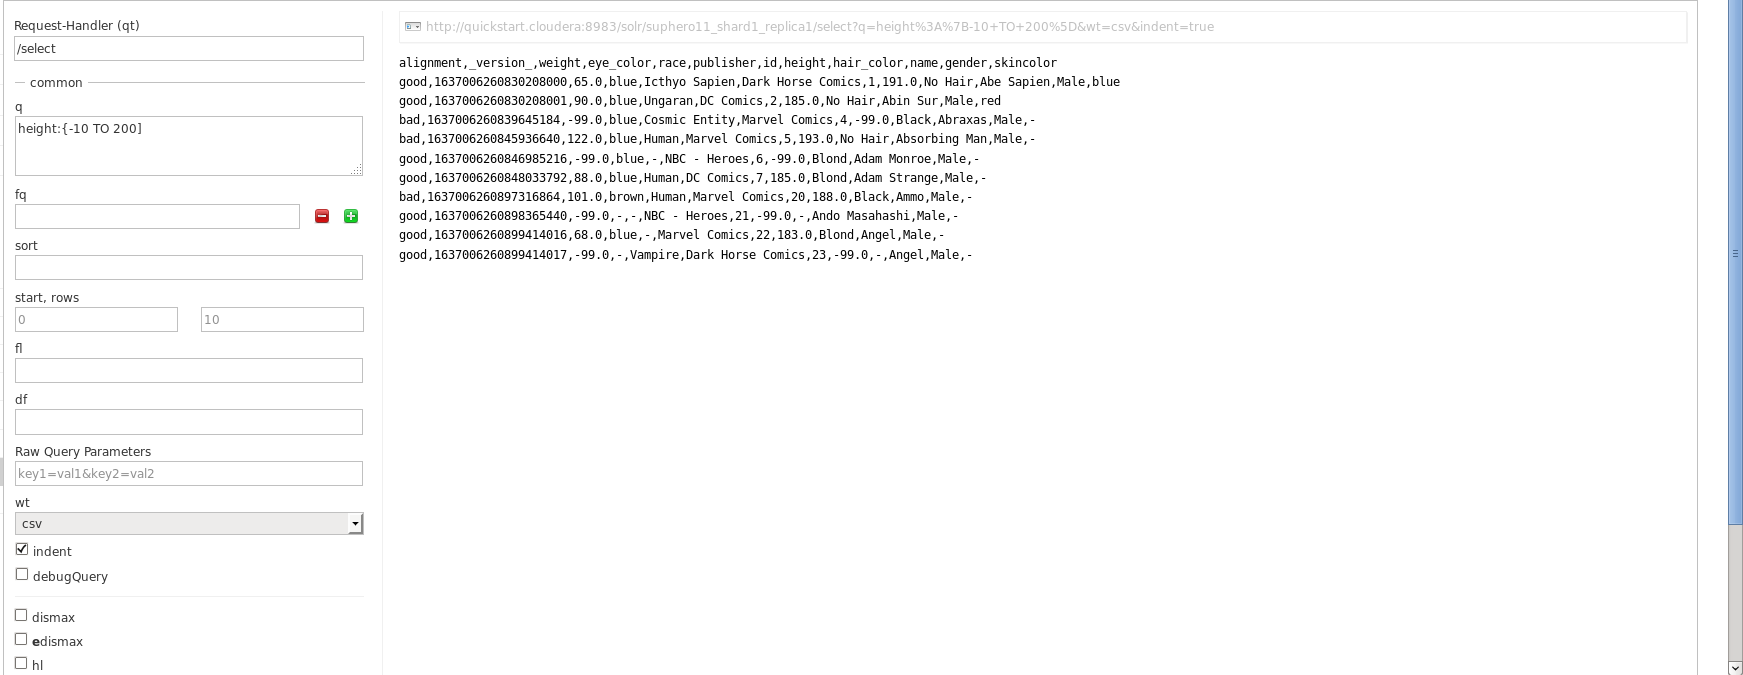 Request-Handler (qt)
/select
common
q
height:{-10 TO 200]
fq
sort
start, rows
0
10
fl
df
Raw Query Parameters
key1=val1&key2=val2
wt
csv
indent
debugQuery
dismax
edismax
hl
http://quickstart.cloudera:8983/solr/suphero11_shard1_replica1/select?q=height%3A%7B-10+TO+200%5D&wt=csv&indent=true
alignment,_version_,weight,eye_color,race,publisher,id,height,hair_color,name,gender,skincolor
good,1637006260830208000,65.0,blue,Icthyo Sapien,Dark Horse Comics,1,191.0,No Hair,Abe Sapien,Male,blue
good,1637006260830208001,90.0,blue,Ungaran,DC Comics,2,185.0,No Hair,Abin Sur,Male,red
bad,1637006260839645184,-99.0,blue,Cosmic Entity,Marvel Comics,4,-99.0,Black,Abraxas,Male,-
bad,1637006260845936640,122.0,blue,Human,Marvel Comics,5,193.0,No Hair,Absorbing Man,Male,-
good,1637006260846985216,-99.0,blue,-,NBC - Heroes,6,-99.0,Blond,Adam Monroe,Male,-
good,1637006260848033792,88.0,blue,Human,DC Comics,7,185.0,Blond,Adam Strange,Male,-
bad,1637006260897316864,101.0,brown,Human,Marvel Comics,20,188.0,Black,Ammo,Male,-
good,1637006260898365440,-99.0,-,-,NBC - Heroes,21,-99.0,-,Ando Masahashi,Male,-
good,1637006260899414016,68.0,blue,-,Marvel Comics,22,183.0,Blond,Angel,Male,-
good,1637006260899414017,-99.0,-,Vampire,Dark Horse Comics,23,-99.0,-,Angel,Male,-